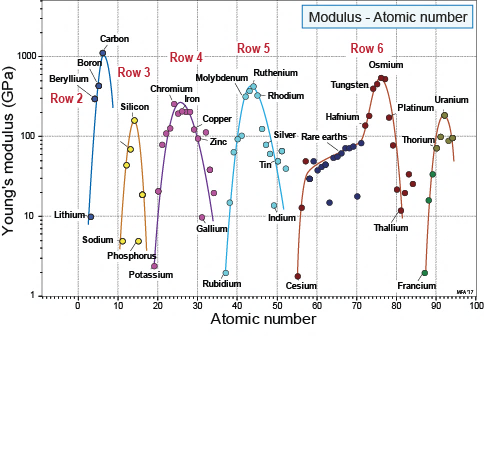 Modulus - Atomic number
Carbon
Boron
Beryllium
Row 2
Row 3
Row 4
Row 5
Row 6
Osmium
Ruthenium
Molybdenum
Rhodium
Tungsten
Chromium
Iron
Silicon
Platinum
Uranium
Hafnium
Copper
Zinc
Silver
Rare earths
Thorium
Tin
Lithium
Gallium
Indium
Thallium
Sodium
Phosphorus
Potassium
Rubidium
Cesium
Francium
MFA '17
Young's modulus (GPa)
1000
100
10
1
0 10 20 30 40 50 60 70 80 90 100
Atomic number